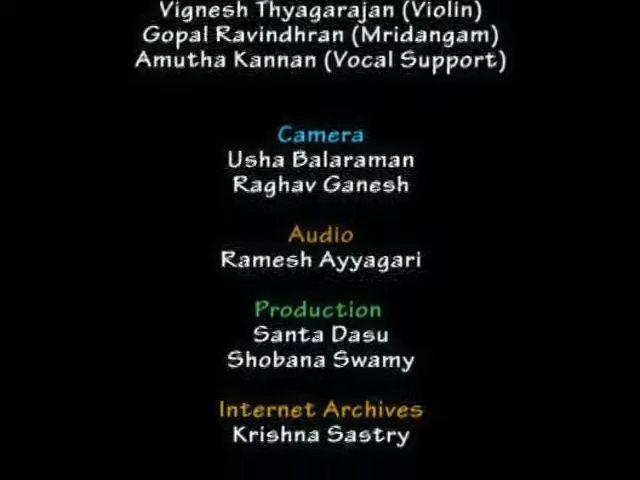 Vignesh Thyagarajan (Violin)
Gopal Ravindhran (Mridangam)
Amutha Kannan (Vocal Support)
Camera
Usha Balaraman
Raghav Ganesh
Audio
Ramesh Ayyagari
Production
Santa Dasu
Shobana Swamy
Internet Archives
Krishna Sastry